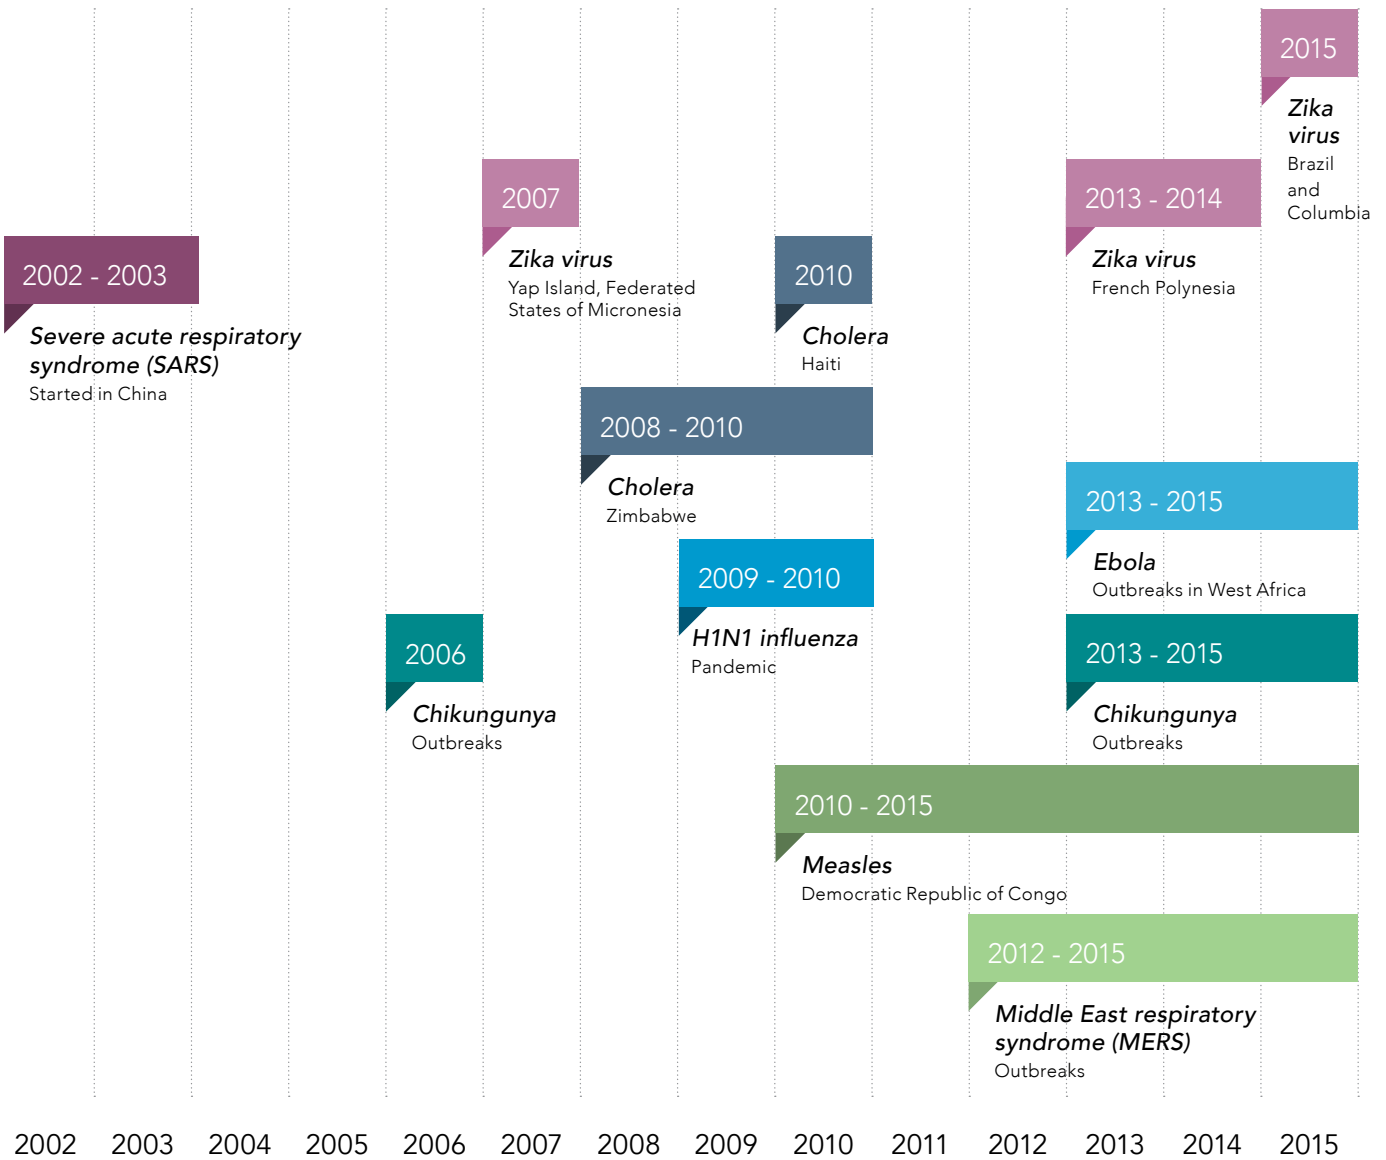 2015
Zika
virus
Brazil
and
Columbia
2007
Zika virus
Yap Island, Federated
States of Micronesia
2013 - 2014
Zika virus
French Polynesia
2002 - 2003
Severe acute respiratory
syndrome (SARS)
Started in China
2010
Cholera
Haiti
2008 - 2010
Cholera
Zimbabwe
2013 - 2015
Ebola
Outbreaks in West Africa
2009 - 2010
H1N1 influenza
Pandemic
2006
Chikungunya
Outbreaks
2013 - 2015
Chikungunya
Outbreaks
2010 - 2015
Measles
Democratic Republic of Congo
2012 - 2015
Middle East respiratory
syndrome (MERS)
Outbreaks
2002 2003 2004 2005 2006 2007 2008 2009 2010 2011 2012 2013 2014 2015